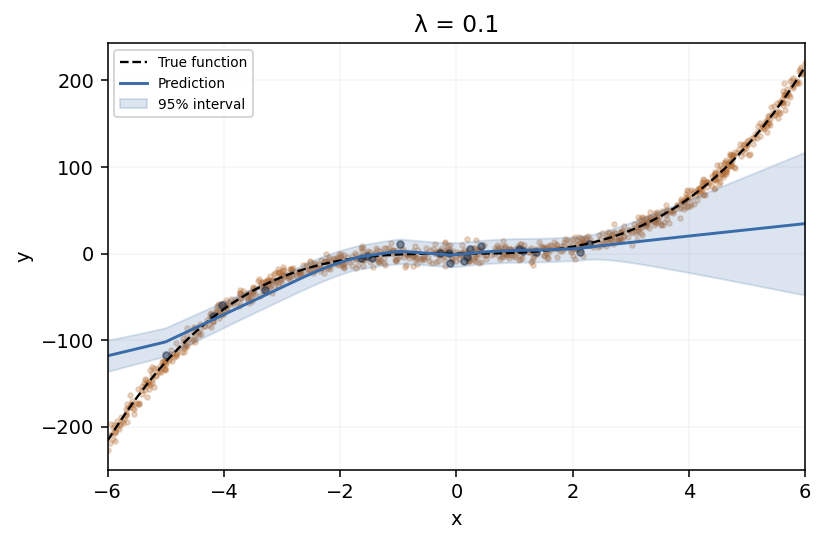 λ = 0.1
True function
Prediction
95% interval
y
200
100
0
−100
−200
−6 −4 −2 0 2 4 6
x